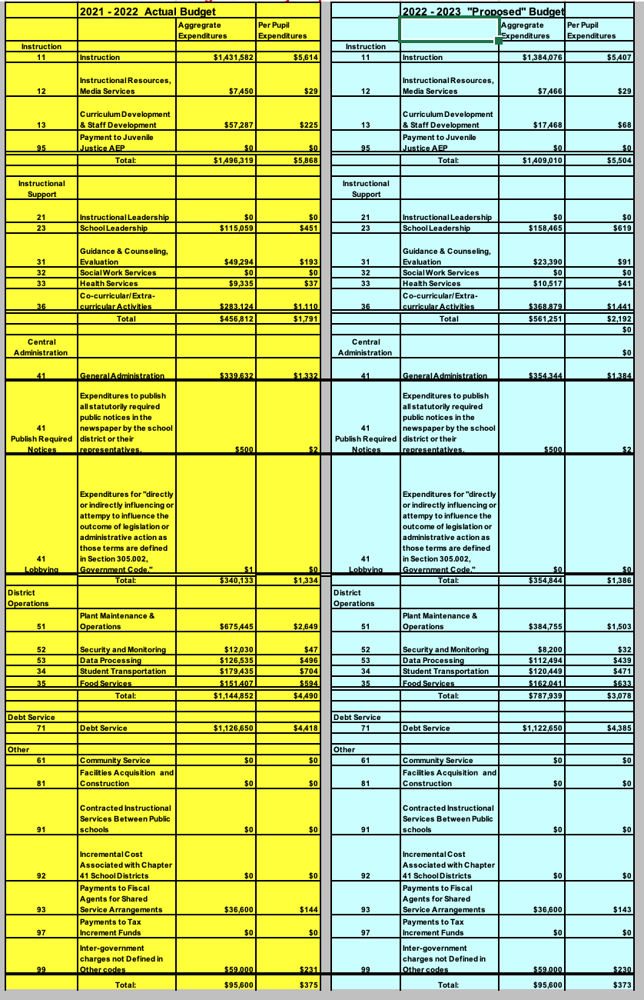 2021 - 2022 Actual Budget 2022 - 2023 "Proposed" Budget
Aggregrate Per Pupil Aggregrate Per Pupil
Expenditures Expenditures Expenditures Expenditures
Instruction Instruction
11 Instruction $1,431,582 $5,614 11 Instruction $1,384,076 $5,407
Instructional Resources, Instructional Resources,
12 Media Services $7,450 $29 12 Media Services $7,466 $29
Curriculum Development Curriculum Development
13 & Staff Development $57,287 $225 13 & Staff Development $17,468 $68
Payment to Juvenile Payment to Juvenile
95 Justice AEP $0 $0 95 Justice AEP $0 $0
Total: $1,496,319 $5,868 Total: $1,409,010 $5,504
Instructional Instructional
Support Support
21 Instructional Leadership $0 $0 21 Instructional Leadership $0 $0
23 School Leadership $115,059 $451 23 School Leadership $158,465 $619
Guidance & Counseling, Guidance & Counseling,
31 Evaluation $49,294 $193 31 Evaluation $23,390 $91
32 Social Work Services $0 $0 32 Social Work Services $0 $0
33 Health Services $9,335 $37 33 Health Services $10,517 $41
Co-curricular/Extra- Co-curricular/Extra-
36 curricular Activities $283,124 $1,110 36 curricular Activities $368,879 $1,441
Total $456,812 $1,791 Total $561,251 $2,192
$0
Central Central
Administration Administration $0
41 General Administration $339,632 $1,332 41 General Administration $354,344 $1,384
Expenditures to publish Expenditures to publish
all statutorily required all statutorily required
public notices in the public notices in the
41 newspaper by the school 41 newspaper by the school
Publish Required district or their Publish Required district or their
Notices representatives. $500 $2 Notices representatives. $500 $2
Expenditures for "directly Expenditures for "directly
or indirectly influencing or or indirectly influencing or
attempy to influence the attempy to influence the
outcome of legislation or outcome of legislation or
administrative action as administrative action as
those terms are defined those terms are defined
41 in Section 305.002, 41 in Section 305.002,
Lobbying Government Code." $1 $0 Lobbying Government Code." $0 $0
Total: $340,133 $1,334 Total: $354,844 $1,386
District District
Operations Operations
Plant Maintenance & Plant Maintenance &
51 Operations $675,445 $2,649 51 Operations $384,755 $1,503
52 Security and Monitoring $12,030 $47 52 Security and Monitoring $8,200 $32
53 Data Processing $126,535 $496 53 Data Processing $112,494 $439
34 Student Transportation $179,435 $704 34 Student Transportation $120,449 $471
35 Food Services $151,407 $594 35 Food Services $162,041 $633
Total: $1,144,852 $4,490 Total: $787,939 $3,078
Debt Service Debt Service
71 Debt Service $1,126,650 $4,418 71 Debt Service $1,122,650 $4,385
Other Other
61 Community Service $0 $0 61 Community Service $0 $0
Facilities Acquisition and Facilities Acquisition and
81 Construction $0 $0 81 Construction $0 $0
Contracted Instructional Contracted Instructional
Services Between Public Services Between Public
91 schools $0 $0 91 schools $0 $0
Incremental Cost Incremental Cost
Associated with Chapter Associated with Chapter
92 41 School Districts $0 $0 92 41 School Districts $0 $0
Payments to Fiscal Payments to Fiscal
Agents for Shared Agents for Shared
93 Service Arrangements $36,600 $144 93 Service Arrangements $36,600 $143
Payments to Tax Payments to Tax
97 Increment Funds $0 $0 97 Increment Funds $0 $0
Inter-government Inter-government
charges not Defined in charges not Defined in
99 Other codes $59,000 $231 99 Other codes $59,000 $230
Total: $95,600 $375 Total: $95,600 $373